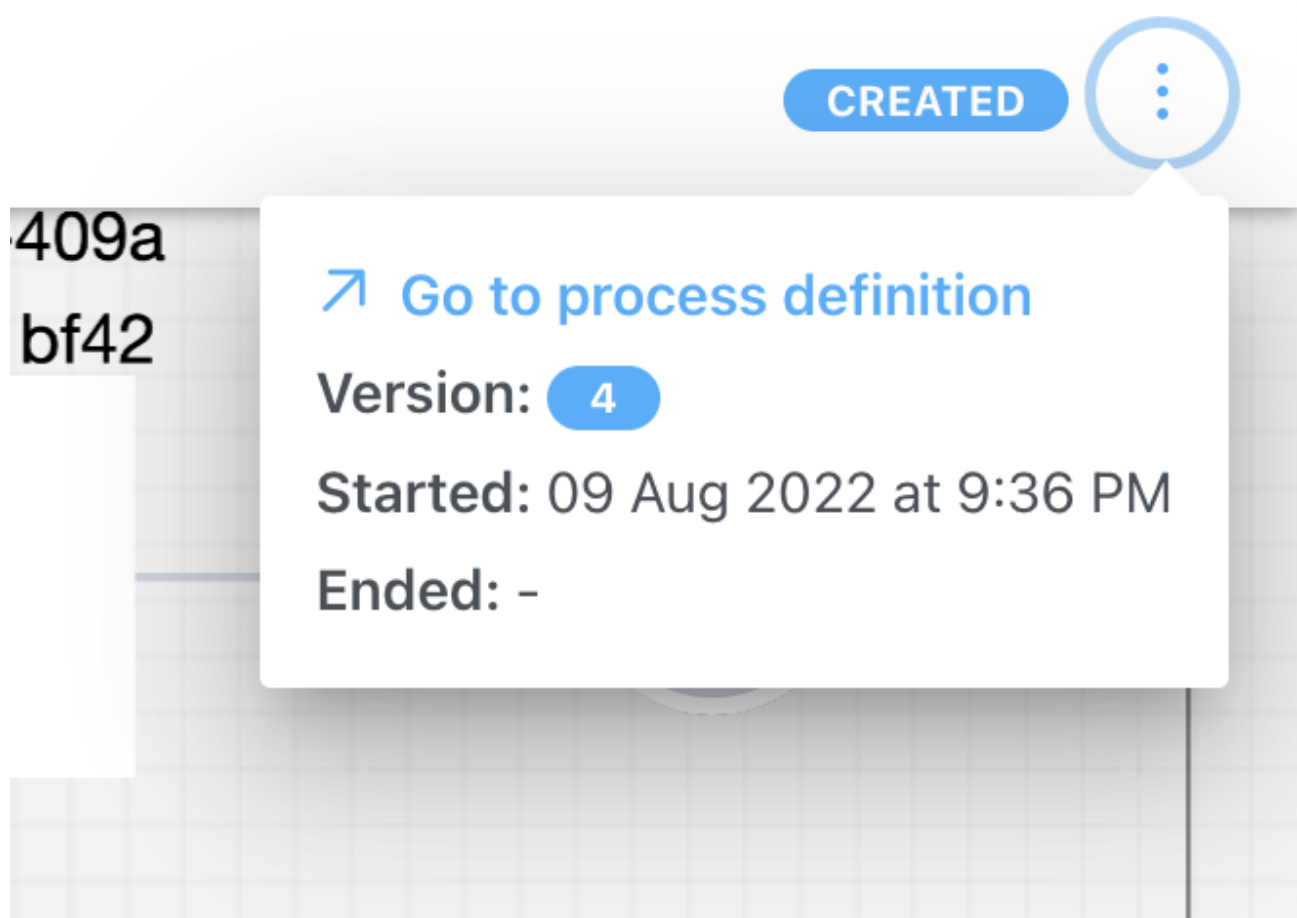 CREATED
-409a
bf42
Go to process definition
Version: 4
Started: 09 Aug 2022 at 9:36 PM
Ended: -